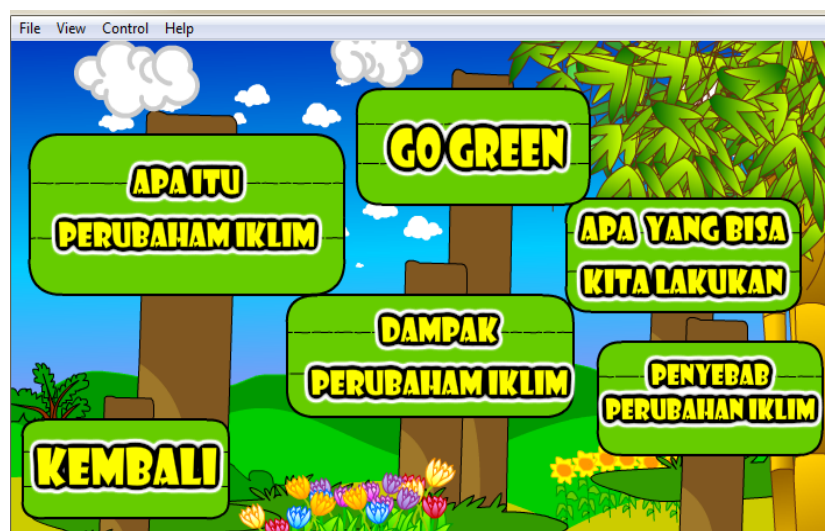 File View Control Help
GO GREEN
APA ITU
PERUBAHAM IKLIM
APA YANG BISA
KITA LAKUKAN
DAMPAK
PERUBAHAM IKLIM
PENYEBAB
PERUBAHAN IKLIM
KEMBALI